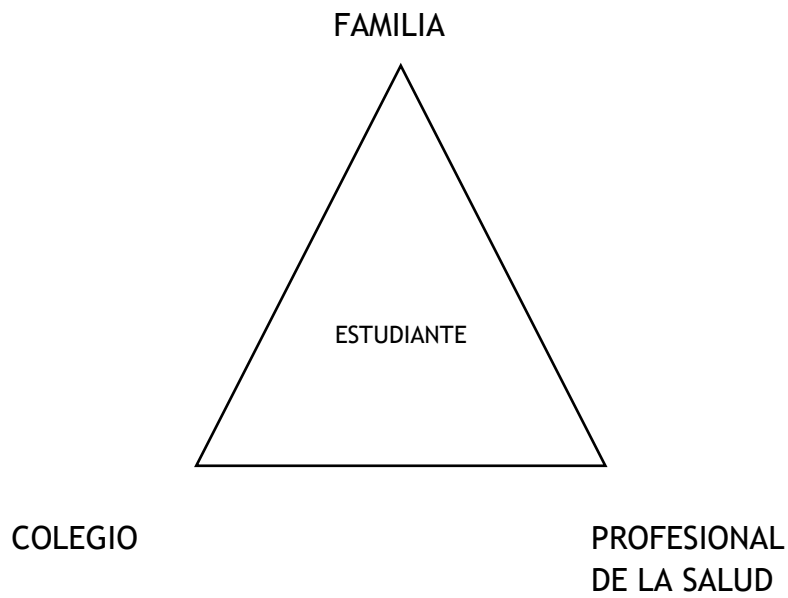 FAMILIA
ESTUDIANTE
COLEGIO
PROFESIONAL
DE LA SALUD